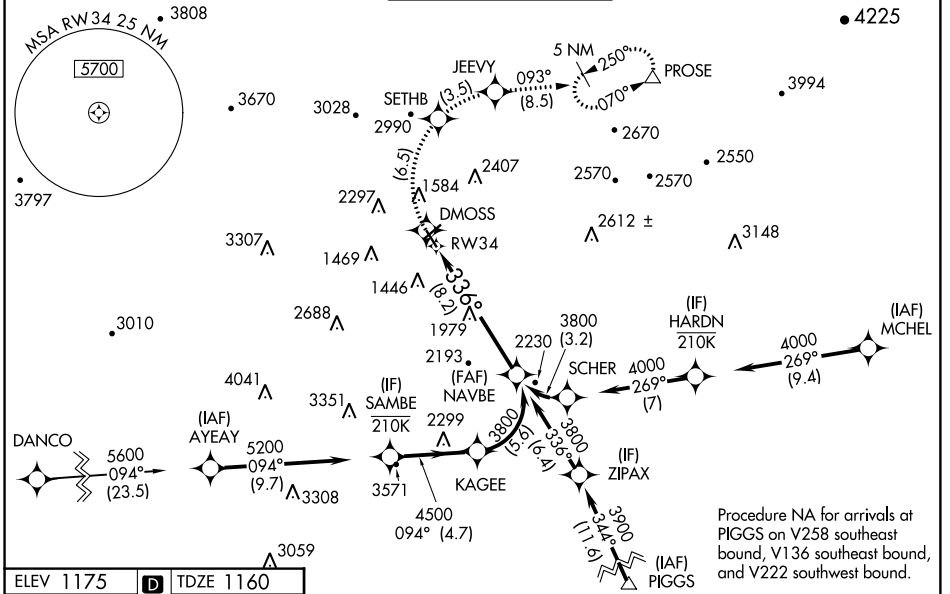 MSA RW34 25 NM
5700
3808
4225
5 NM
250°
070°
PROSE
JEEVY
093°
(8.5)
(3.5)
SETHB
3994
3670
3028
2990
2670
2550
2570
2570
(6.5)
2407
3797
2297
1584
DMOSS
RW34
2612 ±
3148
3307
1469
1446
336°
(8.2)
1979
2688
3010
2193
2230
3800
(3.2)
(IF)
HARDN
210K
(IAF)
MCHEL
4000
269°
(9.4)
SCHER
4000
269°
(7)
(FAF)
NAVBE
4041
3351
(IF)
SAMBE
210K
2299
3800
(5.6)
3800
336°
(6.4)
(IF)
ZIPAX
DANCO
5600
094°
(23.5)
(IAF)
AYEAY
5200
094°
(9.7)
3571
KAGEE
4500
094° (4.7)
3308
3900
344°
(11.6)
(IAF)
PIGGS
3059
Procedure NA for arrivals at
PIGGS on V258 southeast
bound, V136 southeast bound,
and V222 southwest bound.
ELEV 1175 D TDZE 1160